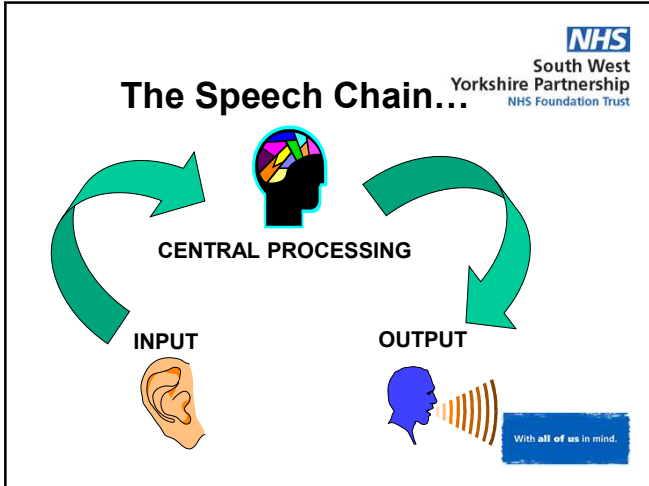 NHS
South West
Yorkshire Partnership
NHS Foundation Trust
The Speech Chain…
CENTRAL PROCESSING
INPUT
OUTPUT
With all of us in mind.